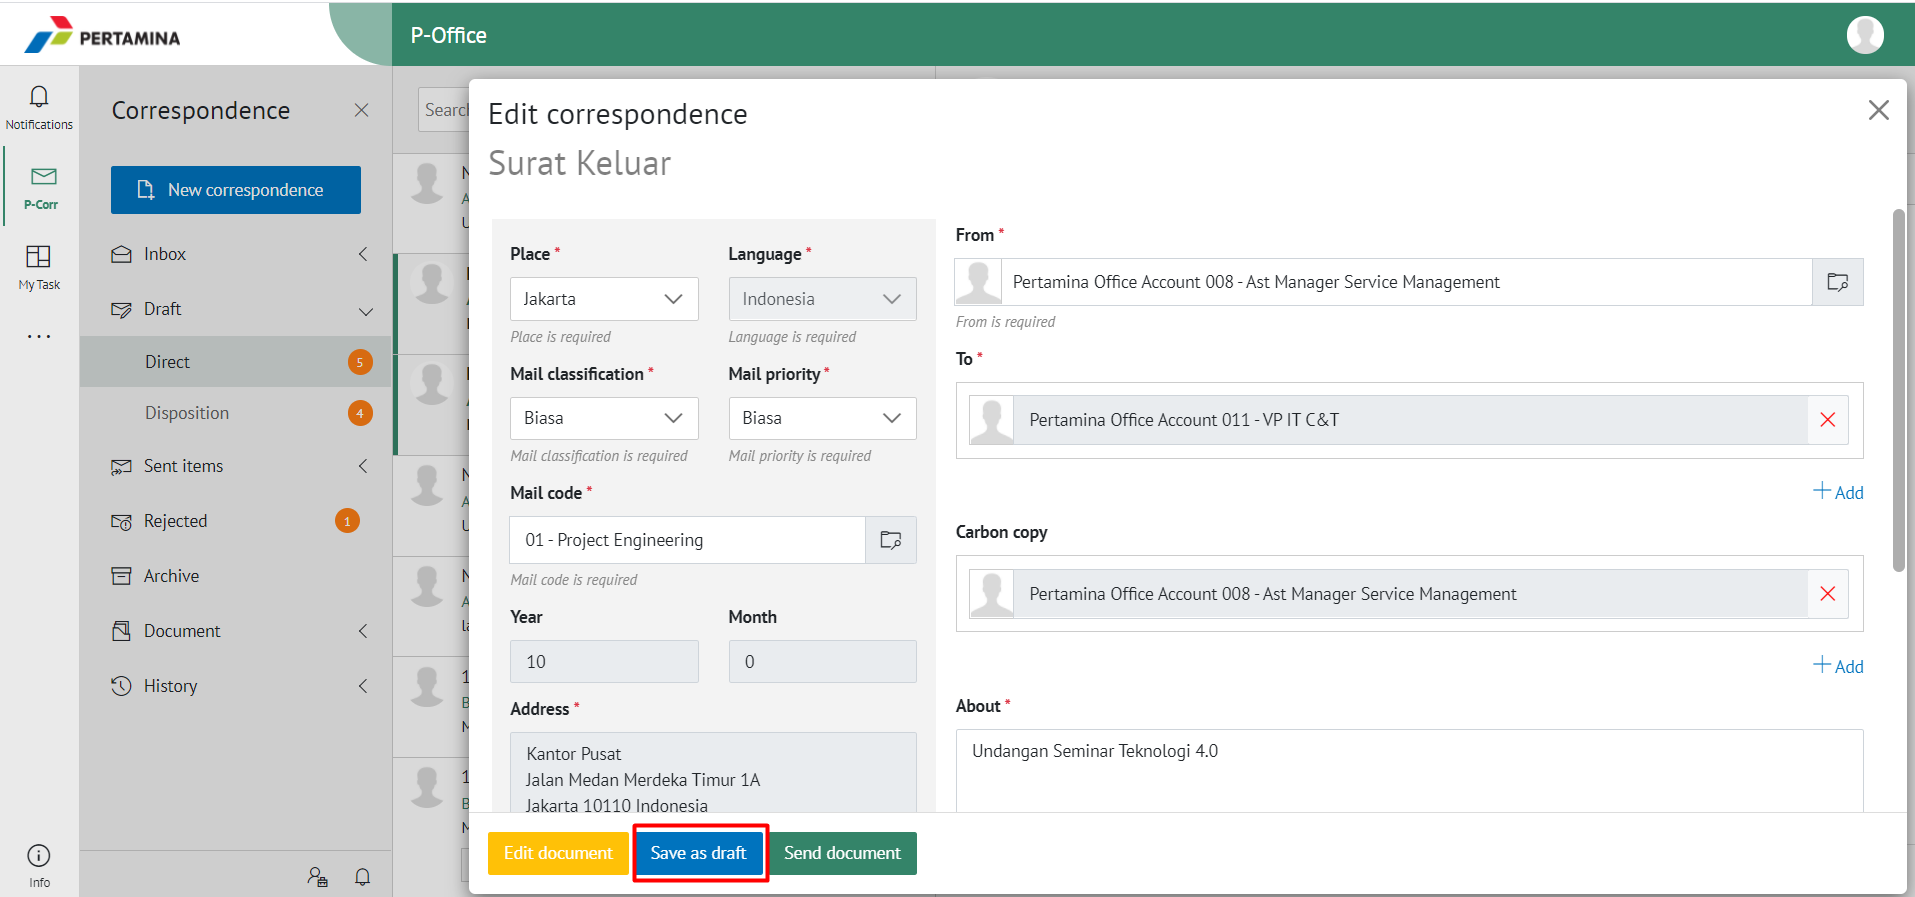 PERTAMINA
P-Office
Notifications
P-Corr
My Task
Info
Correspondence
New correspondence
Inbox
Draft
Direct 5
Disposition 4
Sent items
Rejected 1
Archive
Document
History
Edit correspondence
Surat Keluar
Place *
Jakarta
Place is required
Language *
Indonesia
Language is required
Mail classification *
Biasa
Mail classification is required
Mail priority *
Biasa
Mail priority is required
Mail code *
01 - Project Engineering
Mail code is required
Year
10
Month
0
Address *
Kantor Pusat
Jalan Medan Merdeka Timur 1A
Jakarta 10110 Indonesia
From *
Pertamina Office Account 008 - Ast Manager Service Management
From is required
To *
Pertamina Office Account 011 - VP IT C&T
Add
Carbon copy
Pertamina Office Account 008 - Ast Manager Service Management
Add
About *
Undangan Seminar Teknologi 4.0
Edit document
Save as draft
Send document